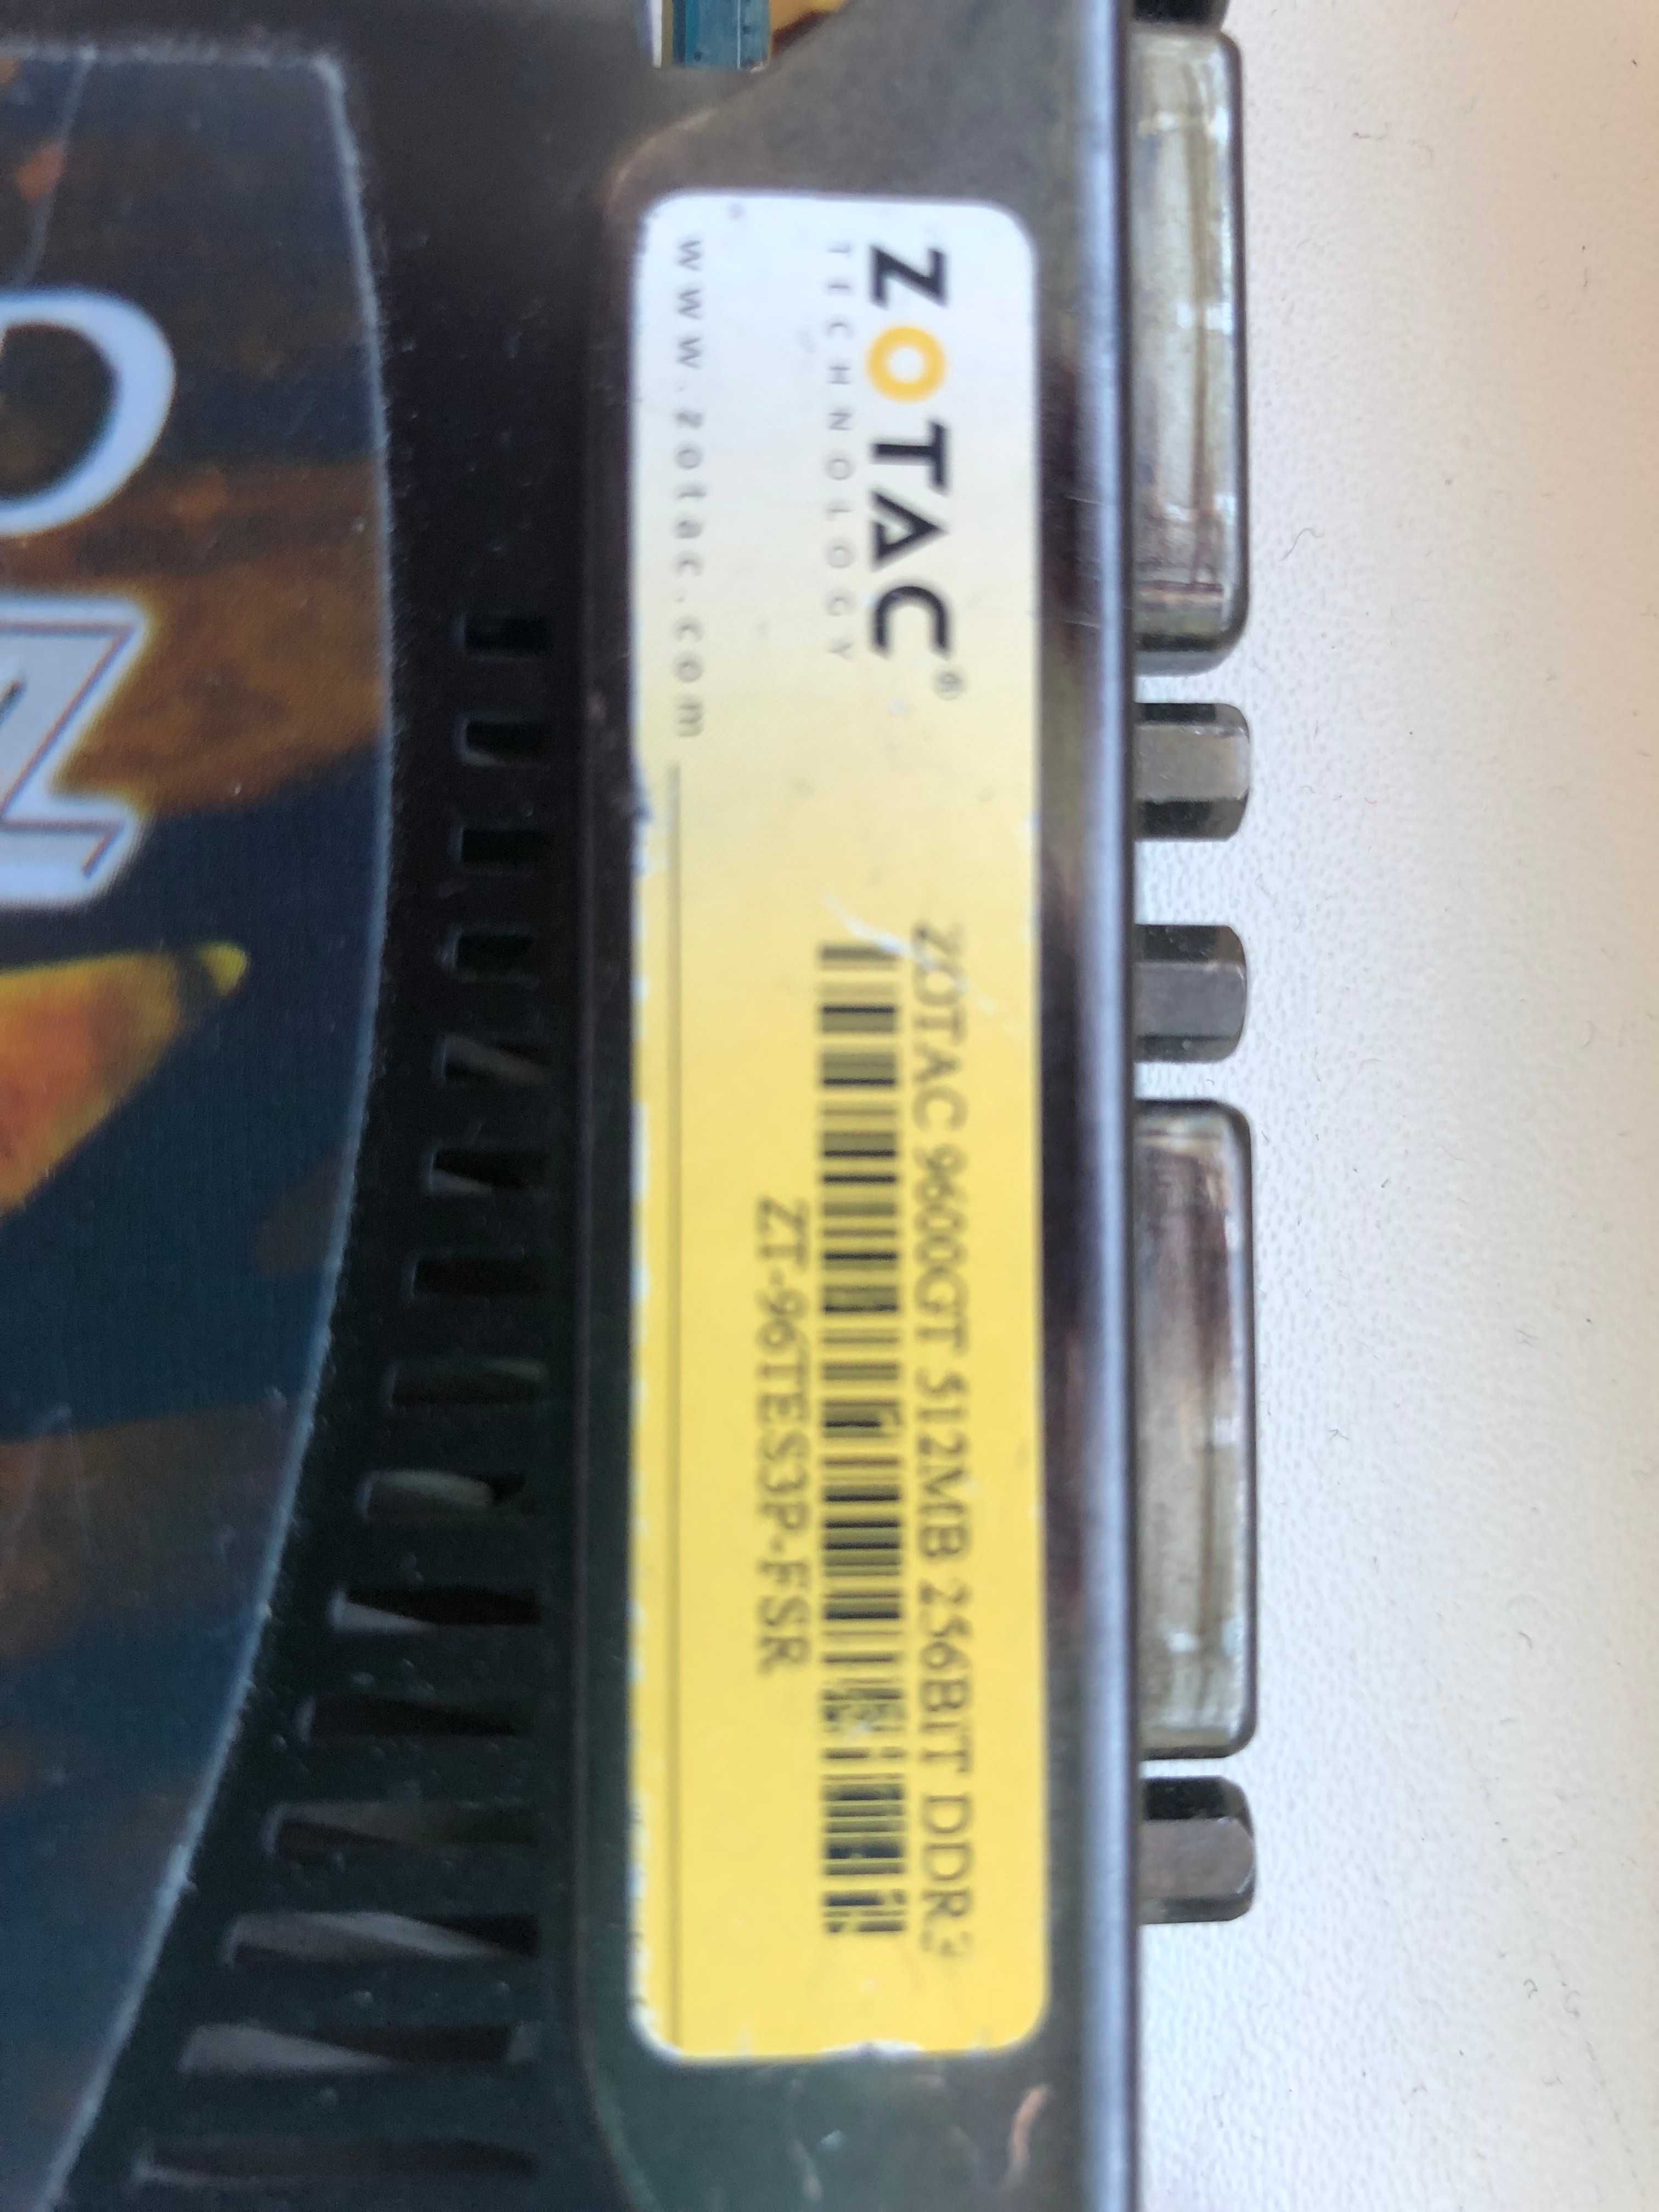 ZOTAC®
TECHNOLOGY
www.zotac.com
ZOTAC 9600GT 512MB 256BIT DDR3
ZT-96TES3P-FSR